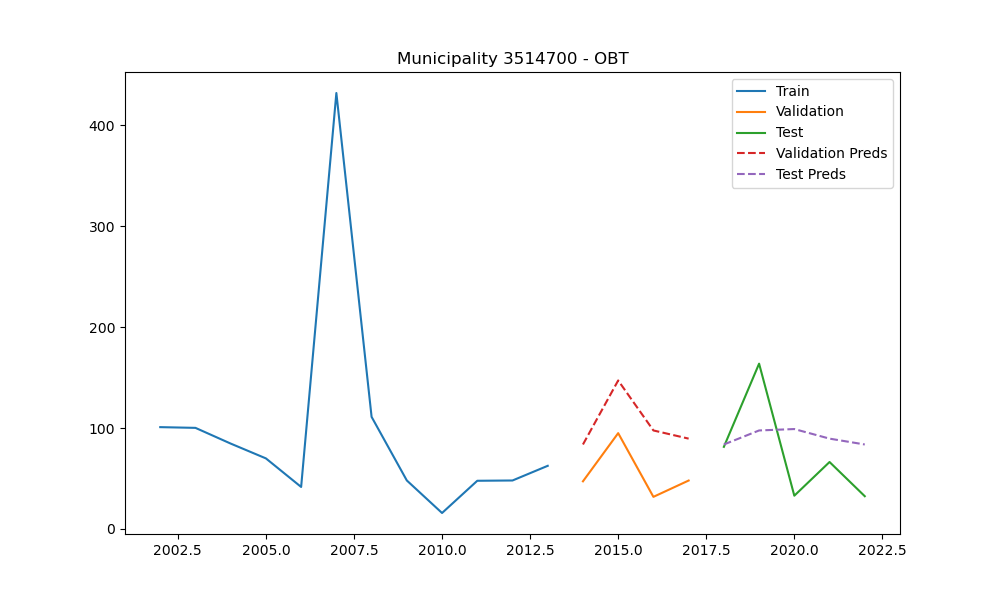 Municipality 3514700 - OBT
Train
Validation
Test
Validation Preds
Test Preds
400
300
200
100
0
2002.5 2005.0 2007.5 2010.0 2012.5 2015.0 2017.5 2020.0 2022.5